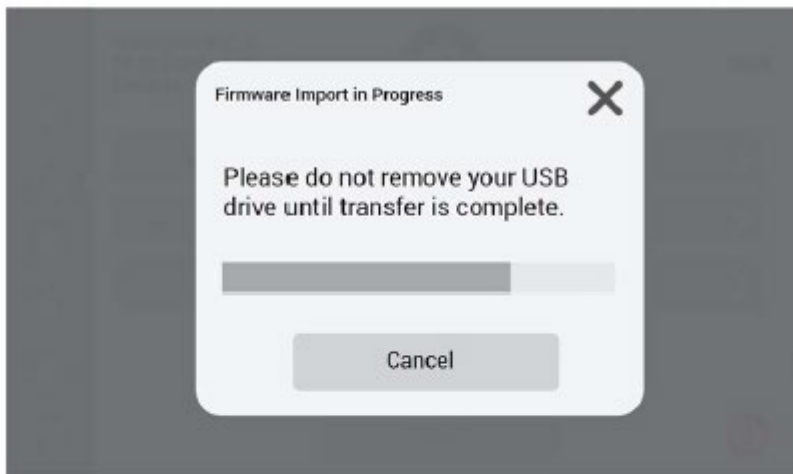 Firmware Import in Progress
Please do not remove your USB
drive until transfer is complete.
Cancel